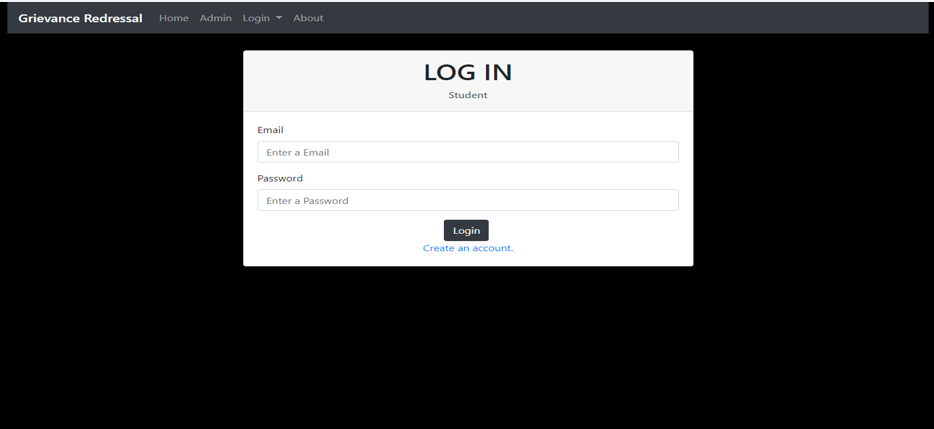 Grievance Redressal Home Admin Login About
LOG IN
Student
Email
Enter a Email
Password
Enter a Password
Login
Create an account.